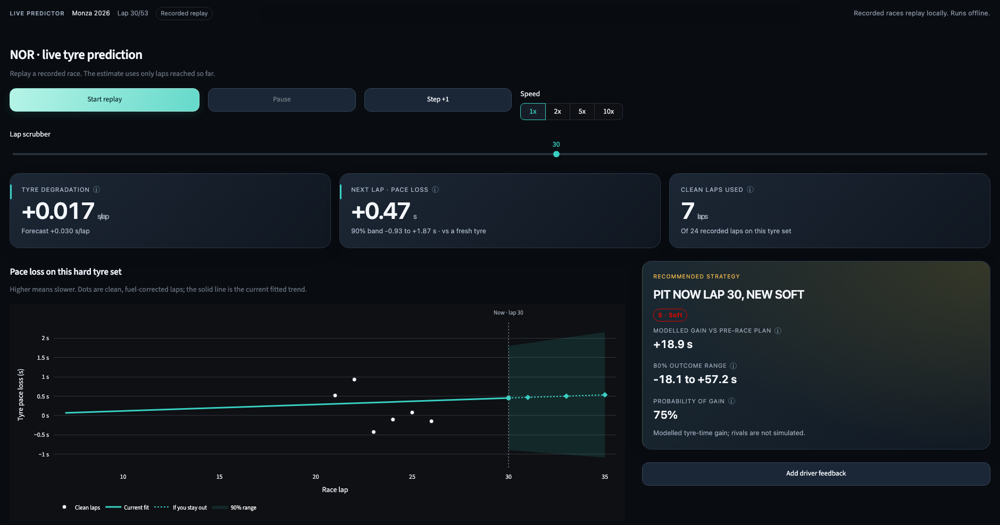 LIVE PREDICTOR Monza 2026 Lap 30/53 Recorded replay
Recorded races replay locally. Runs offline.
NOR · live tyre prediction
Replay a recorded race. The estimate uses only laps reached so far.
Start replay
Pause
Step +1
Speed
1x 2x 5x 10x
Lap scrubber
30
TYRE DEGRADATION ⓘ
+0.017 s/lap
Forecast +0.030 s/lap
NEXT LAP · PACE LOSS ⓘ
+0.47 s
90% band -0.93 to +1.87 s · vs a fresh tyre
CLEAN LAPS USED ⓘ
7 laps
Of 24 recorded laps on this tyre set
Pace loss on this hard tyre set
Higher means slower. Dots are clean, fuel-corrected laps; the solid line is the current fitted trend.
Now · lap 30
2 s
1.5 s
1 s
0.5 s
0 s
−0.5 s
−1 s
Tyre pace loss (s)
10 15 20 25 30 35
Race lap
Clean laps Current fit If you stay out 90% range
RECOMMENDED STRATEGY
PIT NOW LAP 30, NEW SOFT
S · Soft
MODELLED GAIN VS PRE-RACE PLAN ⓘ
+18.9 s
80% OUTCOME RANGE ⓘ
-18.1 to +57.2 s
PROBABILITY OF GAIN ⓘ
75%
Modelled tyre-time gain; rivals are not simulated.
Add driver feedback